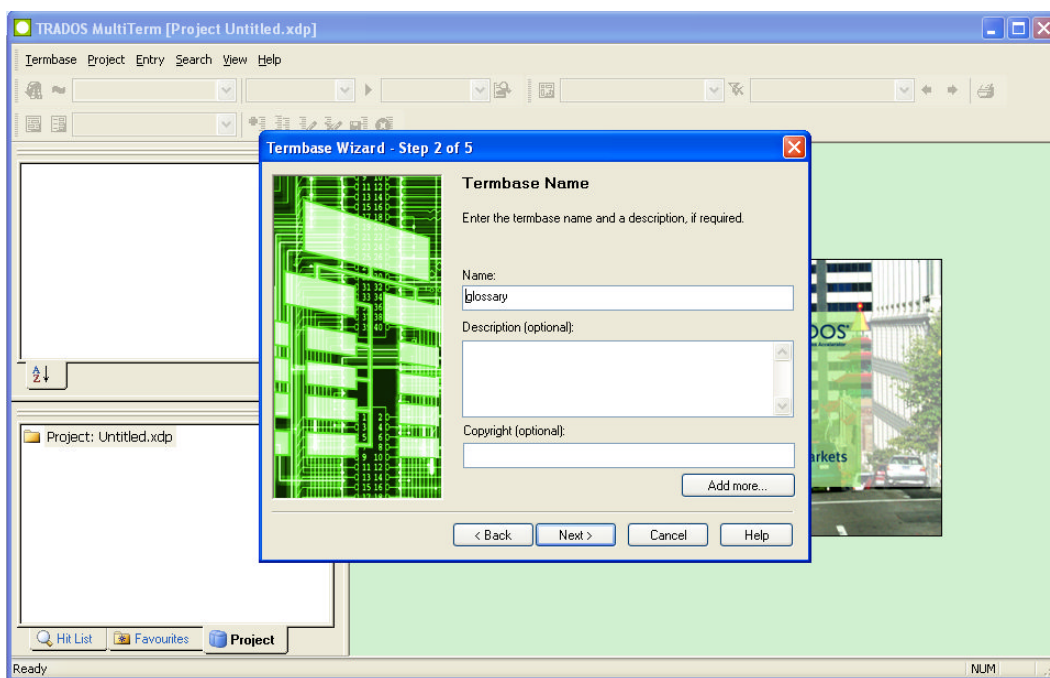 TRADOS MultiTerm [Project Untitled.xdp]
Termbase Project Entry Search View Help
Termbase Wizard - Step 2 of 5
Termbase Name
Enter the termbase name and a description, if required.
Name:
glossary
Description (optional):
Copyright (optional):
Add more...
< Back Next > Cancel Help
Project: Untitled.xdp
DOS
arkets
Hit List Favourites Project
Ready NUM